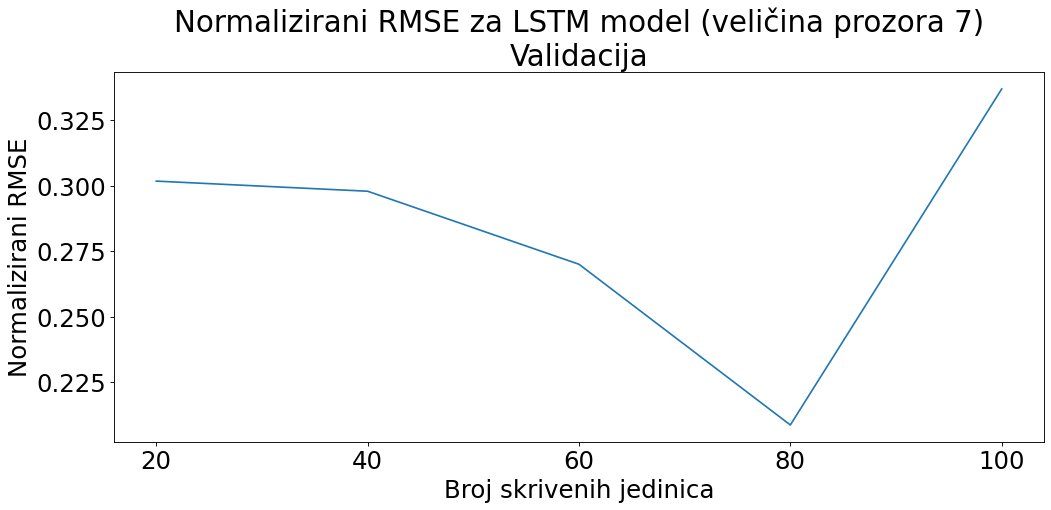 Normalizirani RMSE za LSTM model (veličina prozora 7)
Validacija
Normalizirani RMSE
0.325
0.300
0.275
0.250
0.225
20 40 60 80 100
Broj skrivenih jedinica